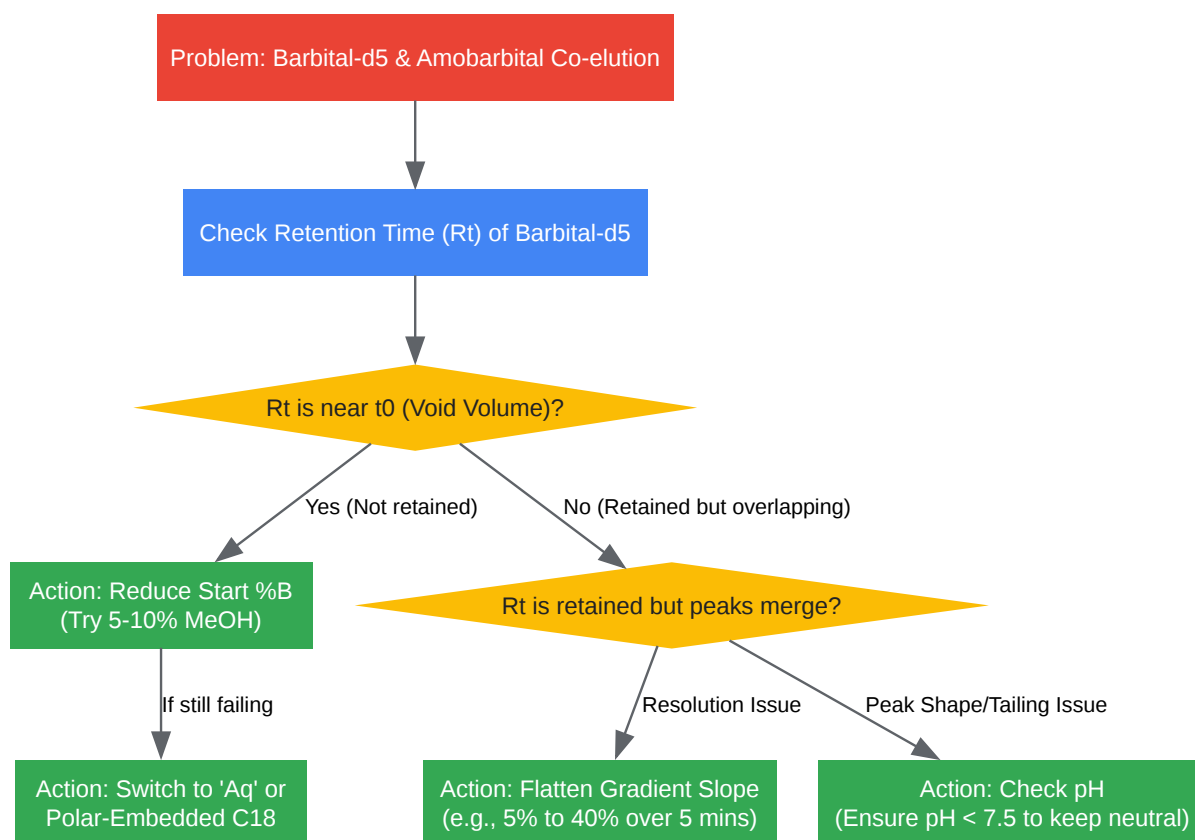 Problem: Barbital-d5 & Amobarbital Co-elution
Check Retention Time (Rt) of Barbital-d5
Rt is near t0 (Void Volume)?
Yes (Not retained)
No (Retained but overlapping)
Action: Reduce Start %B
(Try 5-10% MeOH)
Rt is retained but peaks merge?
If still failing
Resolution Issue
Peak Shape/Tailing Issue
Action: Switch to 'Aq' or
Polar-Embedded C18
Action: Flatten Gradient Slope
(e.g., 5% to 40% over 5 mins)
Action: Check pH
(Ensure pH < 7.5 to keep neutral)